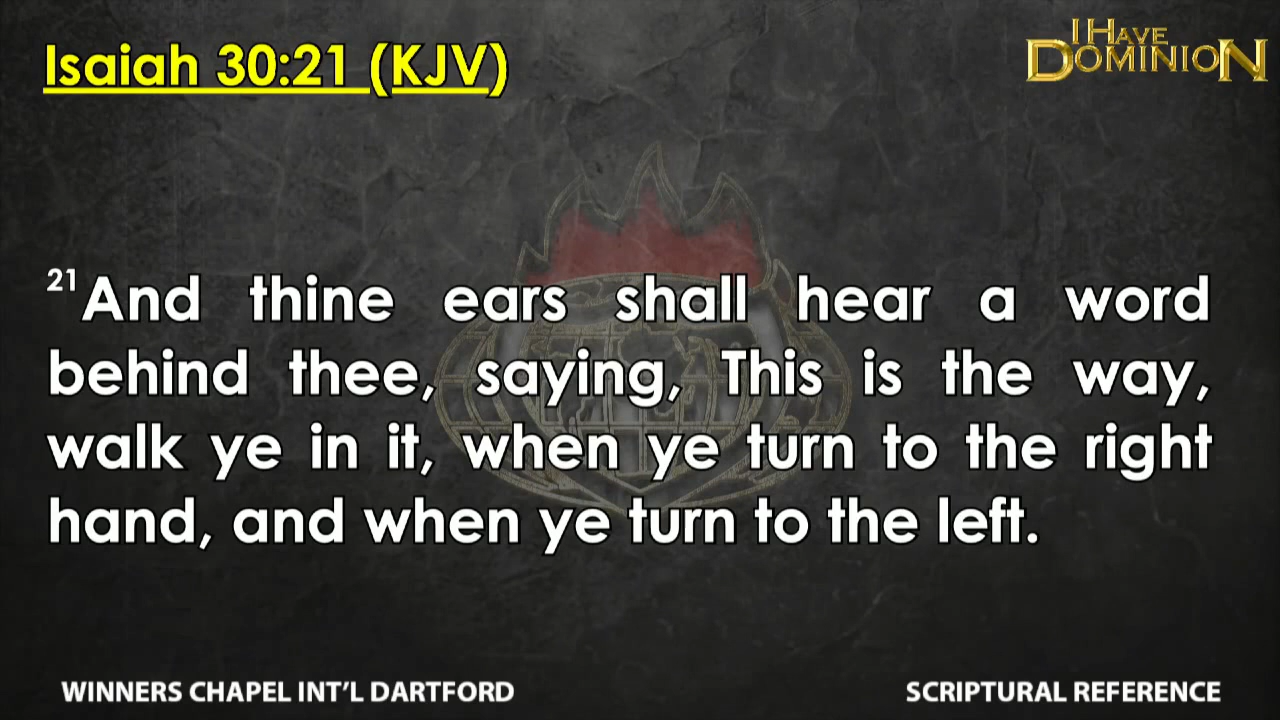 Isaiah 30:21 (KJV)
I HAVE
DOMINION
21 And thine ears shall hear a word
behind thee, saying, This is the way,
walk ye in it, when ye turn to the right
hand, and when ye turn to the left.
WINNERS CHAPEL INT'L DARTFORD
SCRIPTURAL REFERENCE